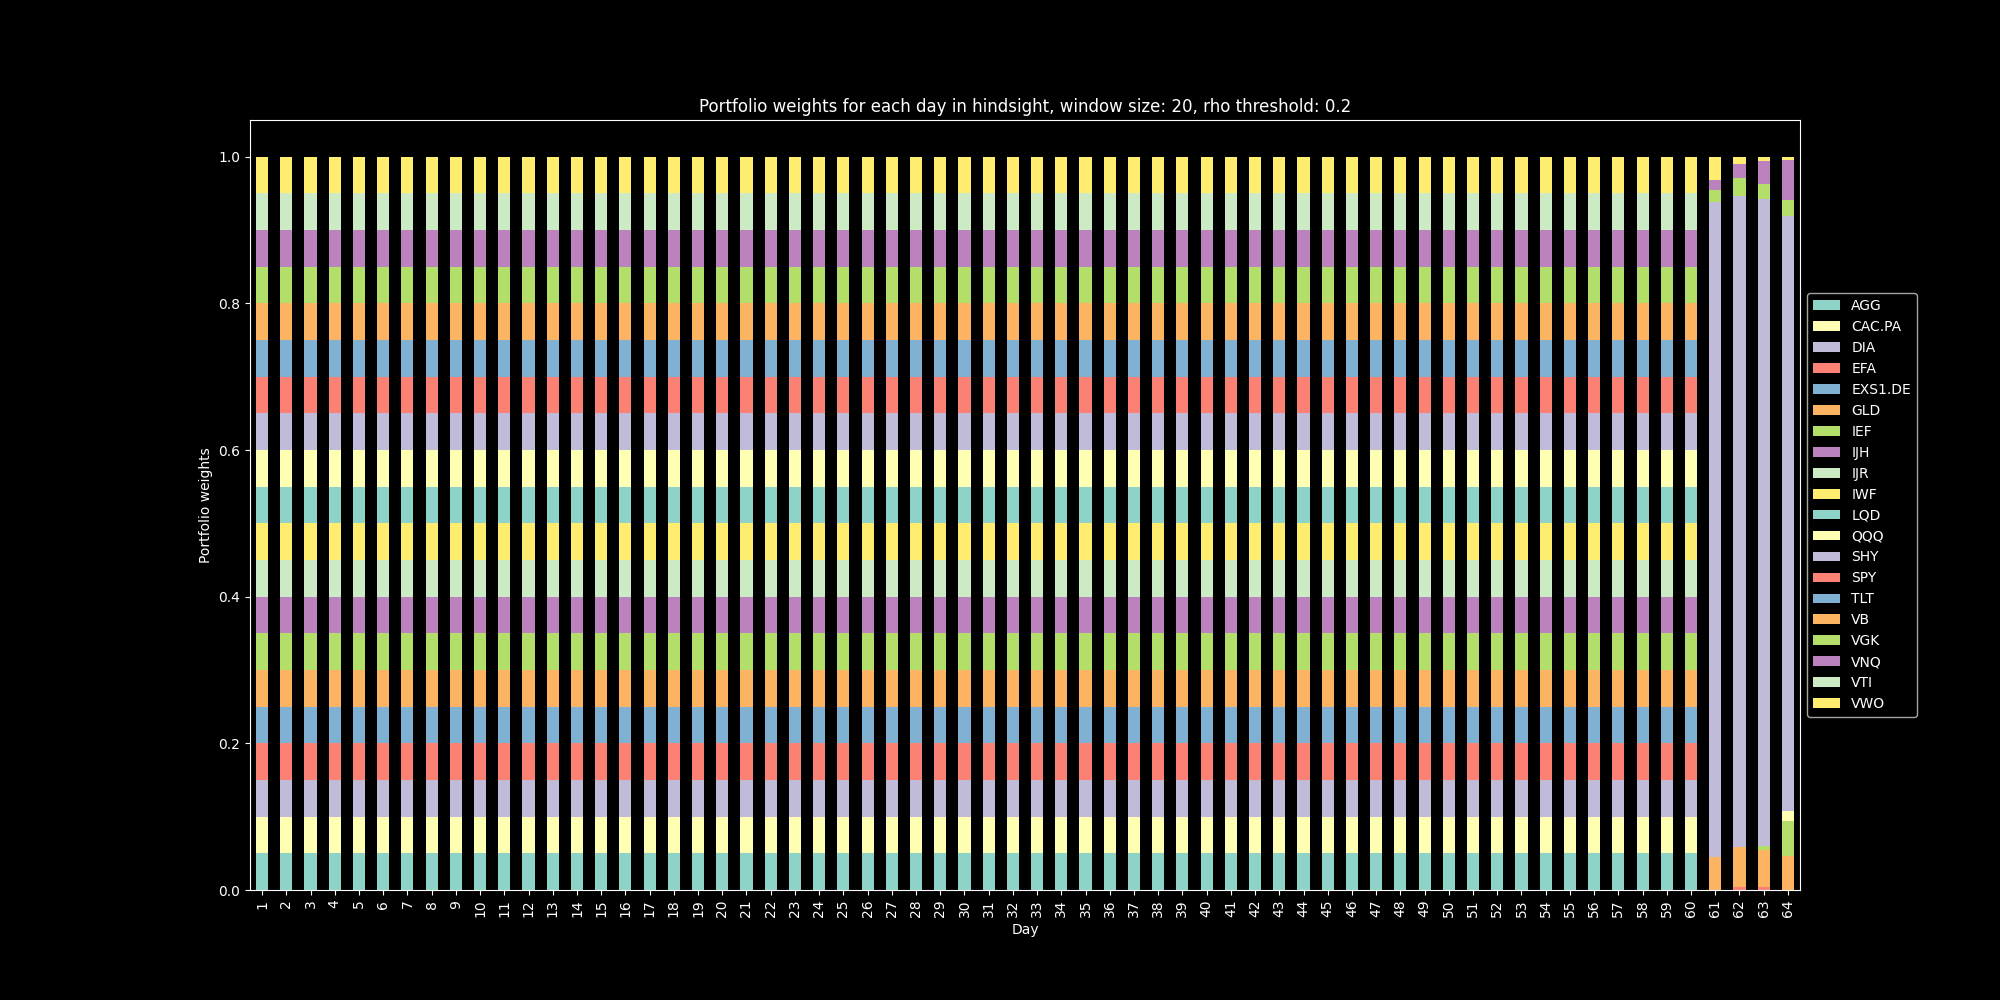 Portfolio weights for each day in hindsight, window size: 20, rho threshold: 0.2
Portfolio weights
1.0
0.8
0.6
0.4
0.2
0.0
1 2 3 4 5 6 7 8 9 10 11 12 13 14 15 16 17 18 19 20 21 22 23 24 25 26 27 28 29 30 31 32 33 34 35 36 37 38 39 40 41 42 43 44 45 46 47 48 49 50 51 52 53 54 55 56 57 58 59 60 61 62 63 64
Day
AGG
CAC.PA
DIA
EFA
EXS1.DE
GLD
IEF
IJH
IJR
IWF
LQD
QQQ
SHY
SPY
TLT
VB
VGK
VNQ
VTI
VWO